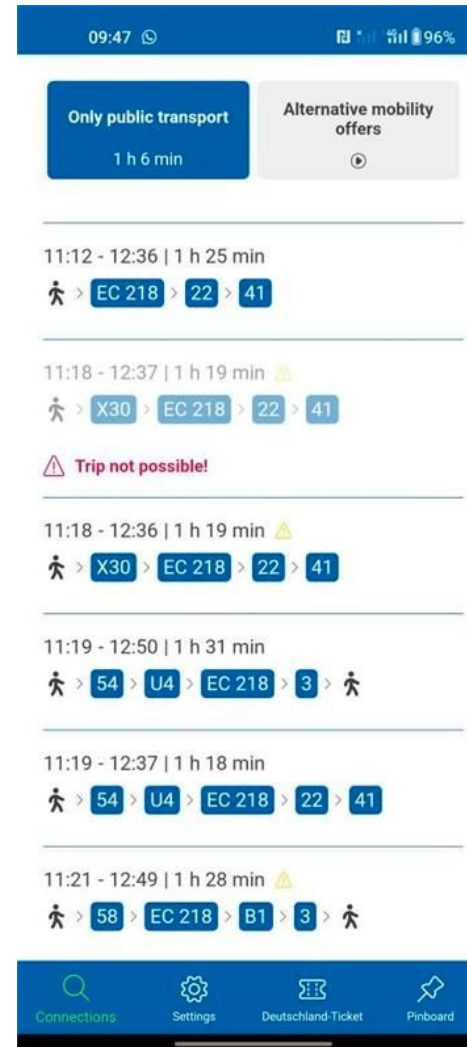 09:47 96%
Only public transport
1 h 6 min
Alternative mobility
offers
11:12 - 12:36 | 1 h 25 min
> EC 218 > 22 > 41
11:18 - 12:37 | 1 h 19 min
> X30 > EC 218 > 22 > 41
Trip not possible!
11:18 - 12:36 | 1 h 19 min
> X30 > EC 218 > 22 > 41
11:19 - 12:50 | 1 h 31 min
> 54 > U4 > EC 218 > 3 >
11:19 - 12:37 | 1 h 18 min
> 54 > U4 > EC 218 > 22 > 41
11:21 - 12:49 | 1 h 28 min
> 58 > EC 218 > B1 > 3 >
Connections Settings Deutschland-Ticket Pinboard